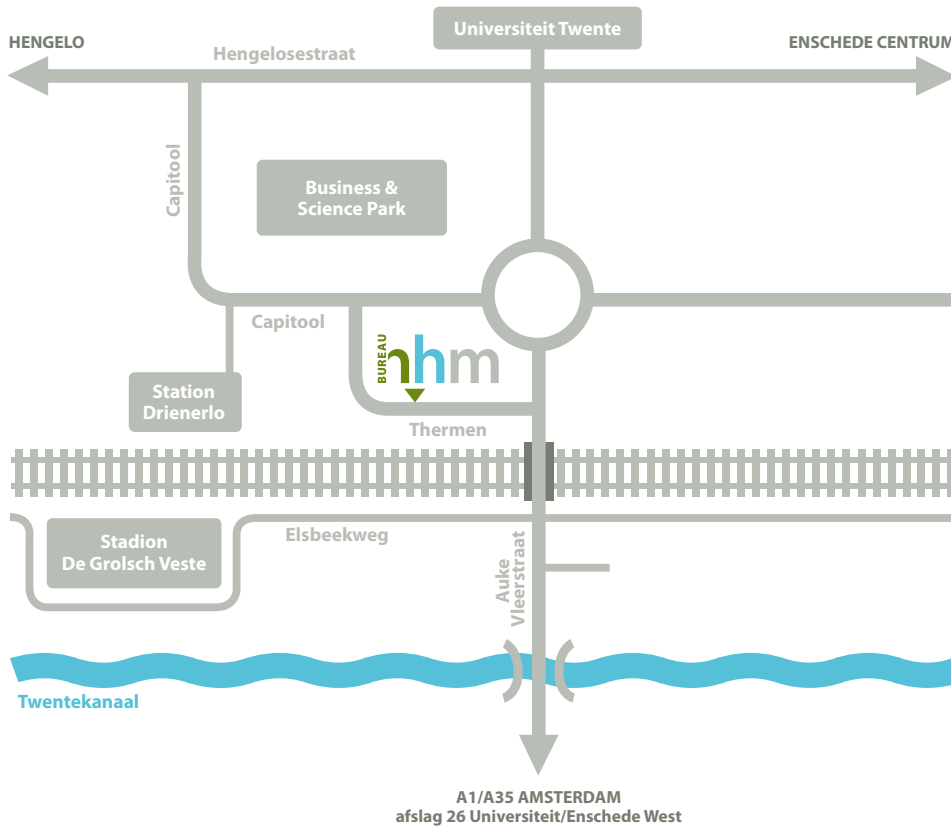 Universiteit Twente
HENGELO
ENSCHEDE CENTRUM
Hengelosestraat
Capitool
Business &
Science Park
Capitool
BUREAU
nhm
Station
Drienerlo
Thermen
Stadion
De Grolsch Veste
Elsbeekweg
Auke
Vleerstraat
Twentekanaal
A1/A35 AMSTERDAM
afslag 26 Universiteit/Enschede West